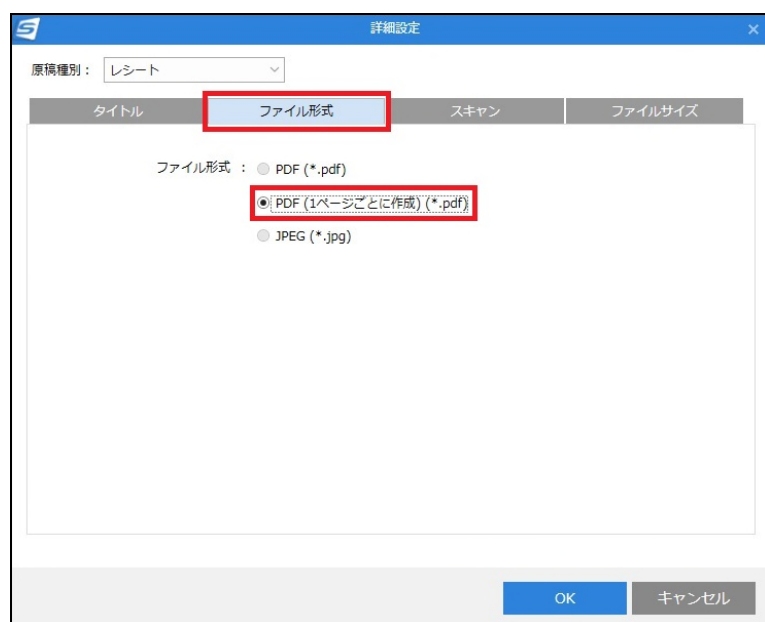 詳細設定
原稿種別： レシート
タイトル ファイル形式 スキャン ファイルサイズ
ファイル形式 ： PDF (*.pdf)
PDF (1ページごとに作成) (*.pdf)
JPEG (*.jpg)
OK キャンセル